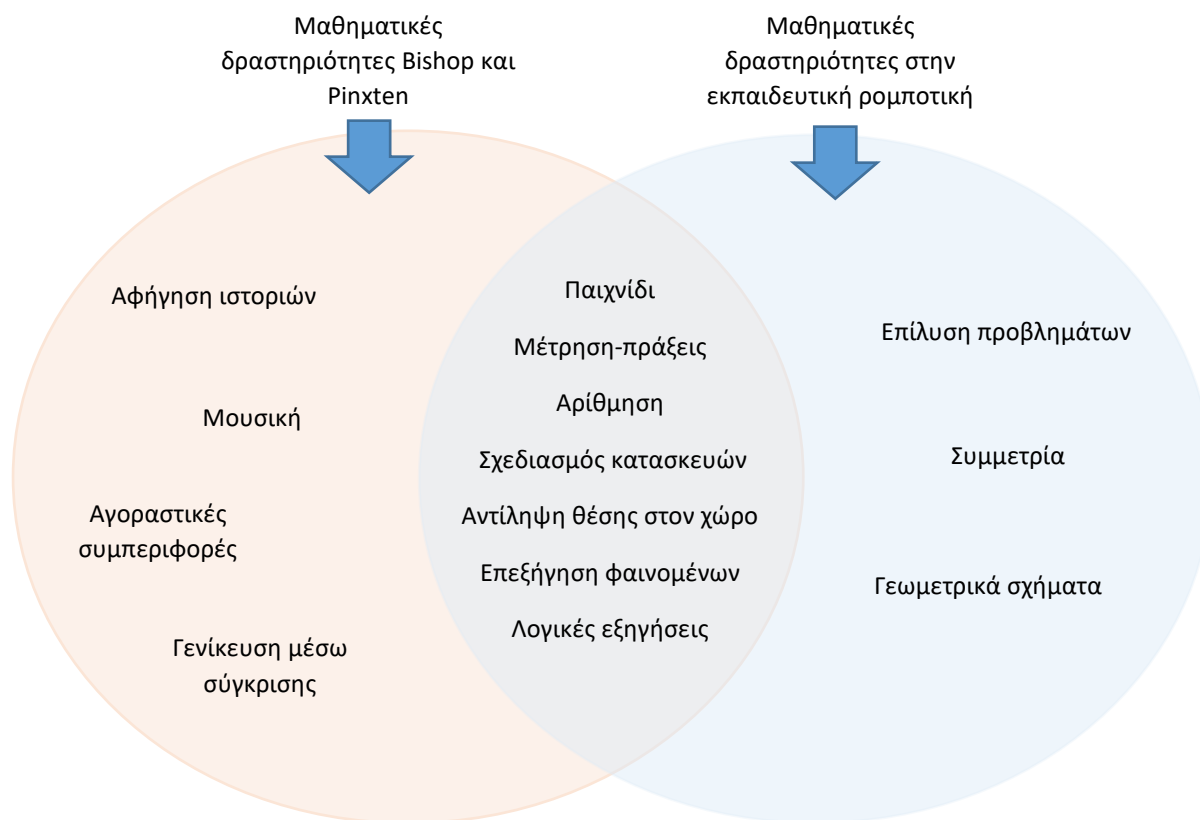 Μαθηματικές
δραστηριότητες Bishop και
Pinxten
Μαθηματικές
δραστηριότητες στην
εκπαιδευτική ρομποτική
Αφήγηση ιστοριών
Μουσική
Αγοραστικές
συμπεριφορές
Γενίκευση μέσω
σύγκρισης
Παιχνίδι
Μέτρηση-πράξεις
Αρίθμηση
Σχεδιασμός κατασκευών
Αντίληψη θέσης στον χώρο
Επεξήγηση φαινομένων
Λογικές εξηγήσεις
Επίλυση προβλημάτων
Συμμετρία
Γεωμετρικά σχήματα